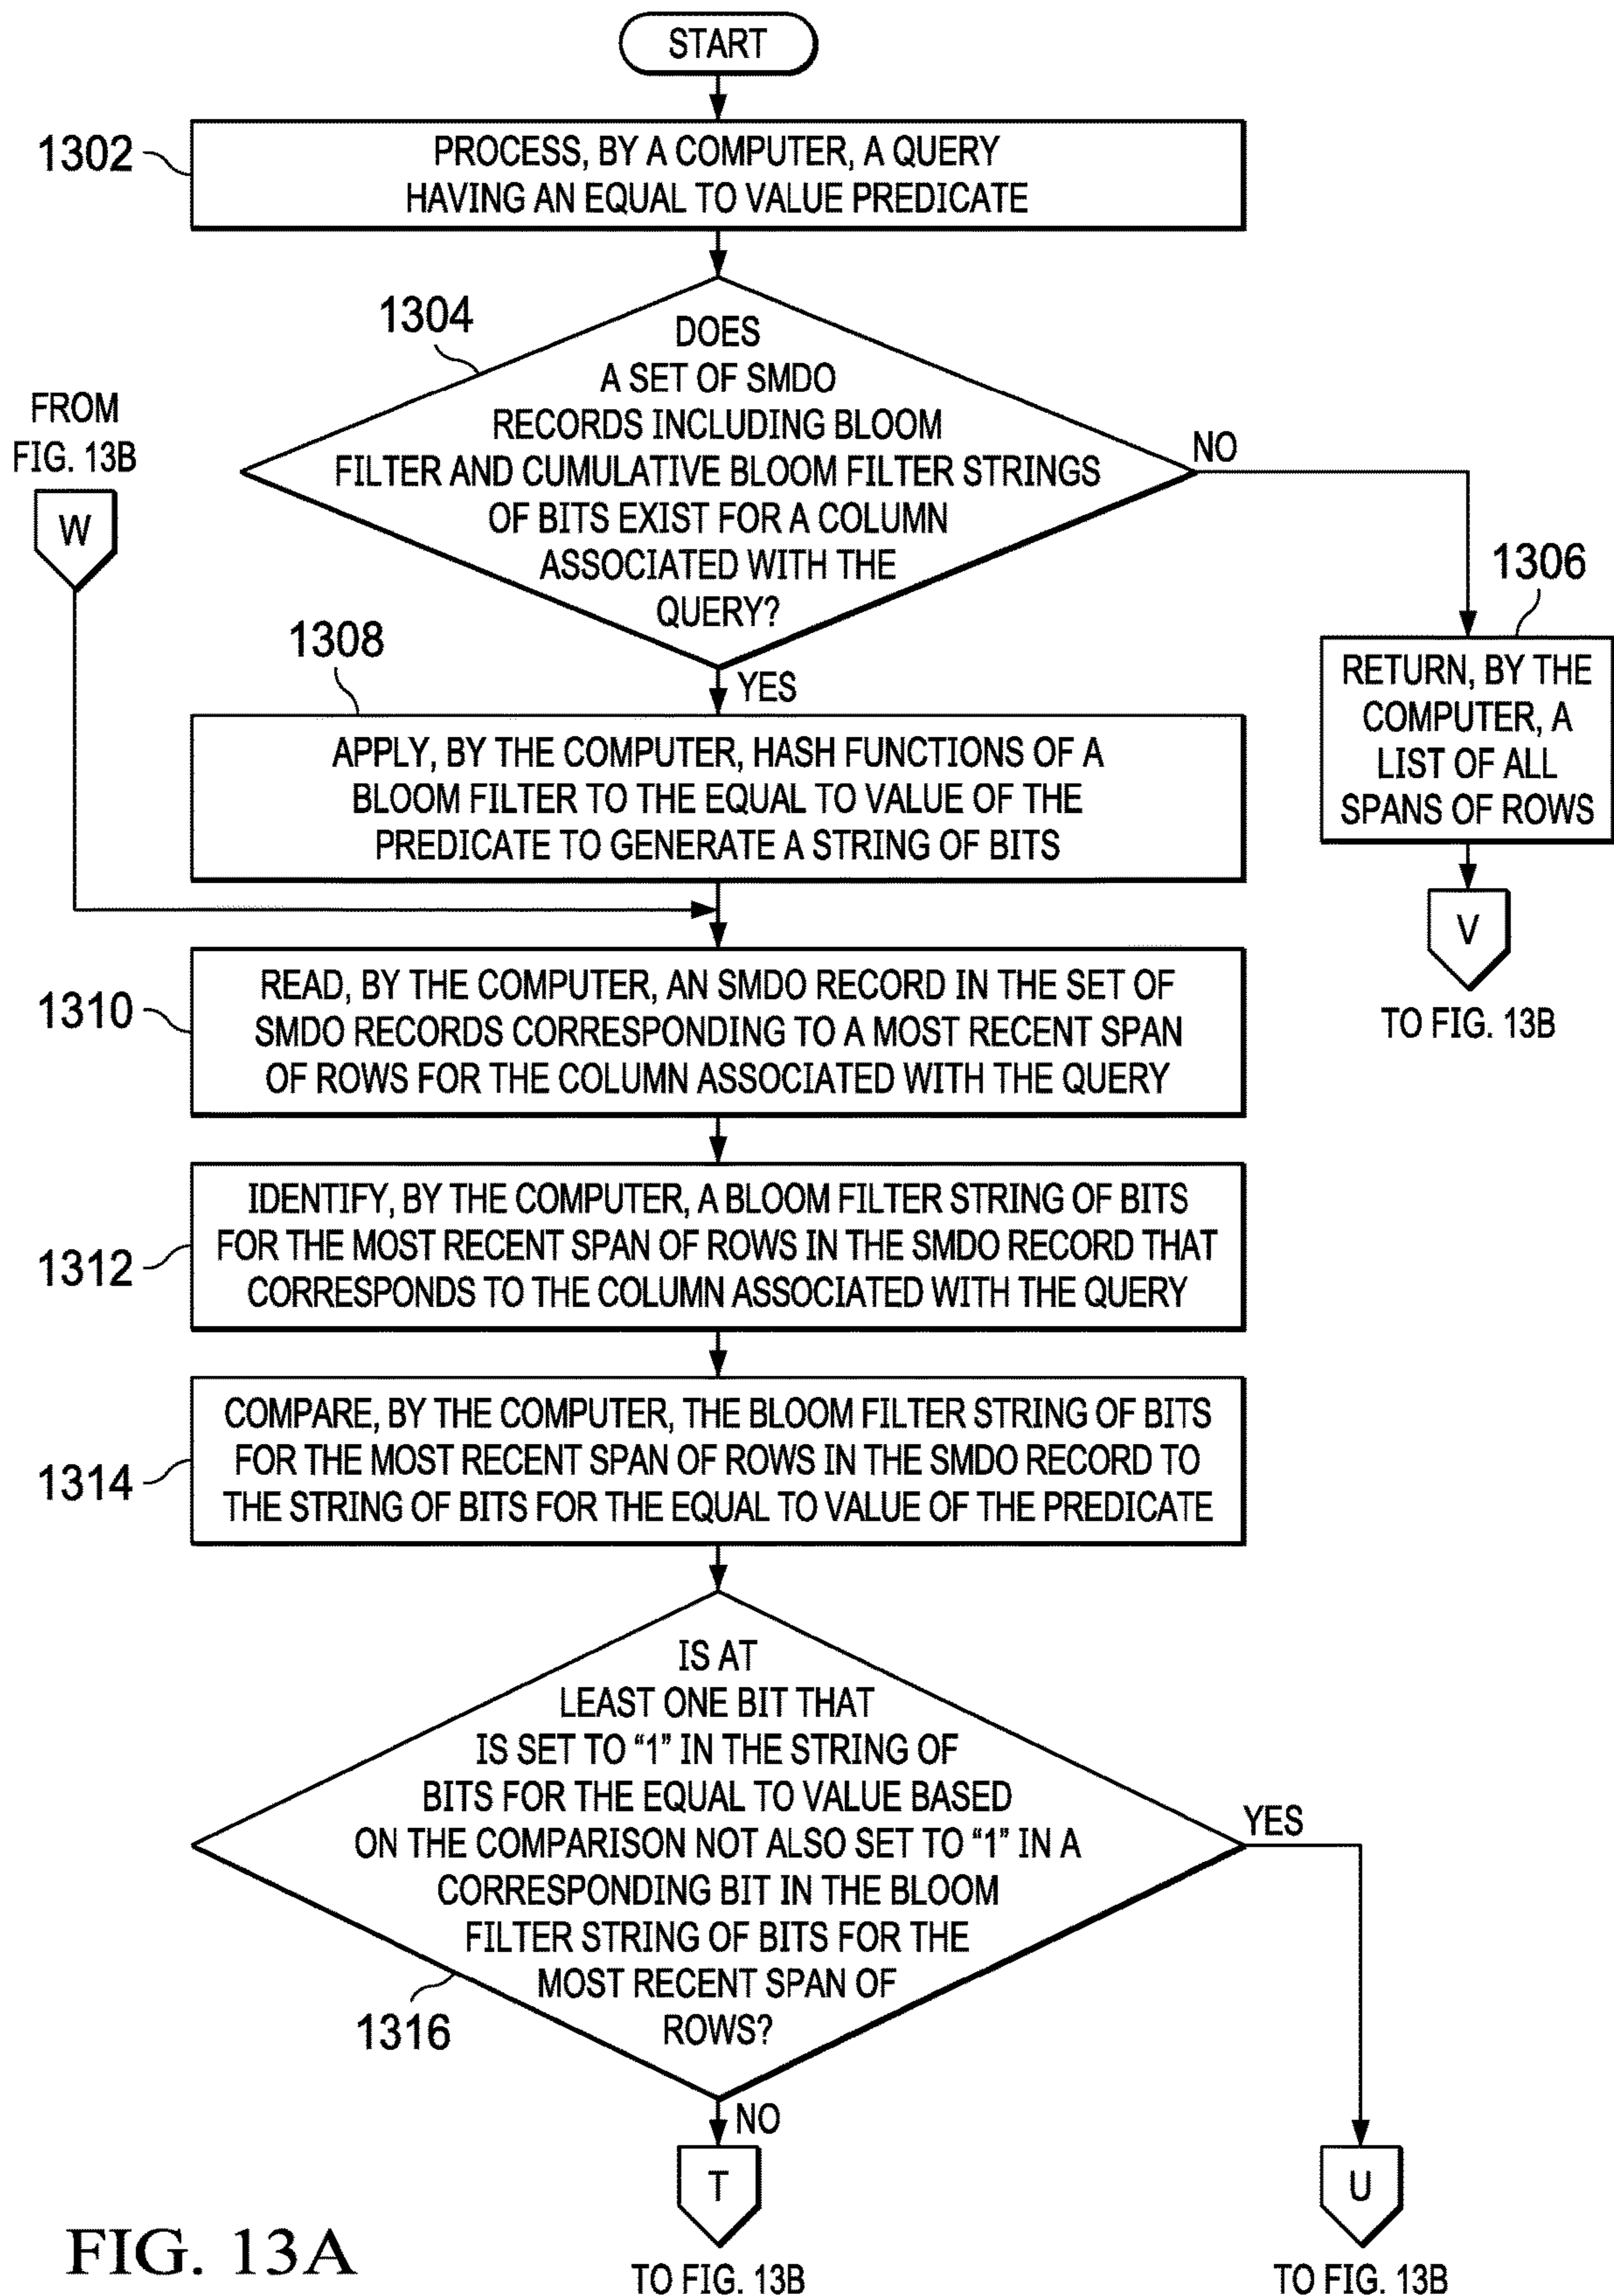 START
1302
PROCESS, BY A COMPUTER, A QUERY
HAVING AN EQUAL TO VALUE PREDICATE
1304
DOES
A SET OF SMDO
RECORDS INCLUDING BLOOM
FILTER AND CUMULATIVE BLOOM FILTER STRINGS
OF BITS EXIST FOR A COLUMN
ASSOCIATED WITH THE
QUERY?
NO
FROM
FIG. 13B
W
1306
RETURN, BY THE
COMPUTER, A
LIST OF ALL
SPANS OF ROWS
V
TO FIG. 13B
YES
1308
APPLY, BY THE COMPUTER, HASH FUNCTIONS OF A
BLOOM FILTER TO THE EQUAL TO VALUE OF THE
PREDICATE TO GENERATE A STRING OF BITS
1310
READ, BY THE COMPUTER, AN SMDO RECORD IN THE SET OF
SMDO RECORDS CORRESPONDING TO A MOST RECENT SPAN
OF ROWS FOR THE COLUMN ASSOCIATED WITH THE QUERY
1312
IDENTIFY, BY THE COMPUTER, A BLOOM FILTER STRING OF BITS
FOR THE MOST RECENT SPAN OF ROWS IN THE SMDO RECORD THAT
CORRESPONDS TO THE COLUMN ASSOCIATED WITH THE QUERY
1314
COMPARE, BY THE COMPUTER, THE BLOOM FILTER STRING OF BITS
FOR THE MOST RECENT SPAN OF ROWS IN THE SMDO RECORD TO
THE STRING OF BITS FOR THE EQUAL TO VALUE OF THE PREDICATE
IS AT
LEAST ONE BIT THAT
IS SET TO “1” IN THE STRING OF
BITS FOR THE EQUAL TO VALUE BASED
ON THE COMPARISON NOT ALSO SET TO “1” IN A
CORRESPONDING BIT IN THE BLOOM
FILTER STRING OF BITS FOR THE
MOST RECENT SPAN OF
ROWS?
1316
YES
NO
T
TO FIG. 13B
U
TO FIG. 13B
FIG. 13A